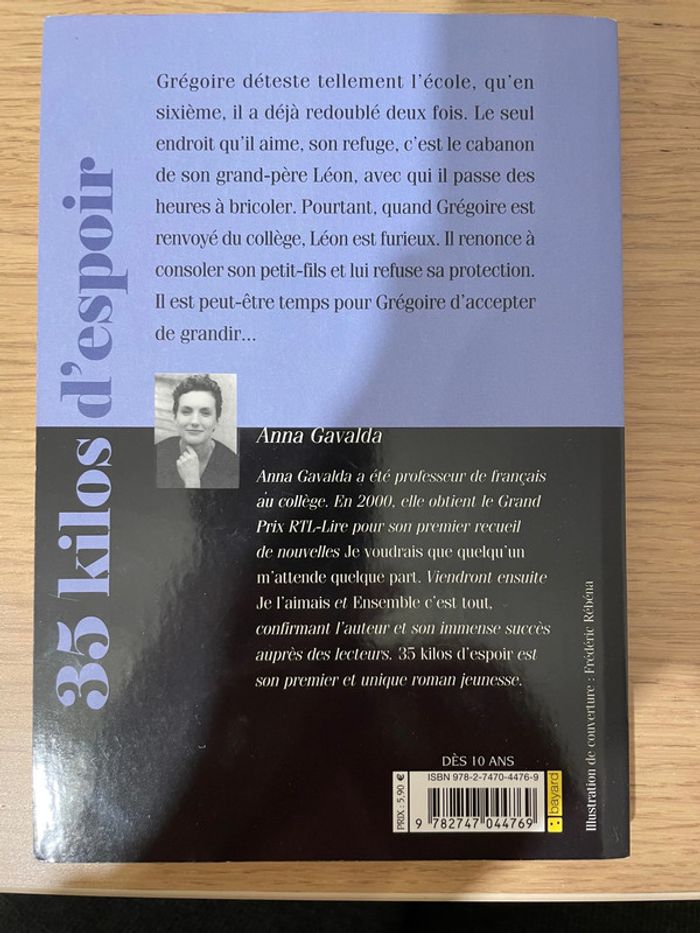 Grégoire déteste tellement l'école, qu'en
sixième, il a déjà redoublé deux fois. Le seul
endroit qu'il aime, son refuge, c'est le cabanon
de son grand-père Léon, avec qui il passe des
heures à bricoler. Pourtant, quand Grégoire est
renvoyé du collège, Léon est furieux. Il renonce à
consoler son petit-fils et lui refuse sa protection.
Il est peut-être temps pour Grégoire d'accepter
de grandir...
35 kilos d'espoir
Anna Gavalda
Anna Gavalda a été professeur de français
au collège. En 2000, elle obtient le Grand
Prix RTL-Lire pour son premier recueil
de nouvelles Je voudrais que quelqu'un
m'attende quelque part. Viendront ensuite
Je l'aimais et Ensemble c'est tout,
confirmant l'auteur et son immense succès
auprès des lecteurs. 35 kilos d'espoir est
son premier et unique roman jeunesse.
DÈS 10 ANS
ISBN 978-2-7470-4476-9
PRIX : 5,90 €
9 782747 044769
bayard
Illustration de couverture : Frédéric Rébéna